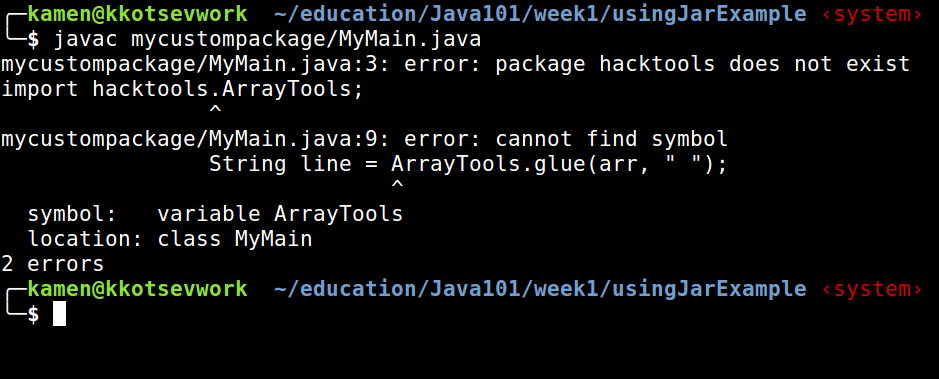 ╭─kamen@kkotsevwork  ~/education/Java101/week1/usingJarExample ‹system›
╰─$ javac mycustompackage/MyMain.java
mycustompackage/MyMain.java:3: error: package hacktools does not exist
import hacktools.ArrayTools;
                ^
mycustompackage/MyMain.java:9: error: cannot find symbol
                String line = ArrayTools.glue(arr, " ");
                              ^
  symbol:   variable ArrayTools
  location: class MyMain
2 errors
╭─kamen@kkotsevwork  ~/education/Java101/week1/usingJarExample ‹system›
╰─$